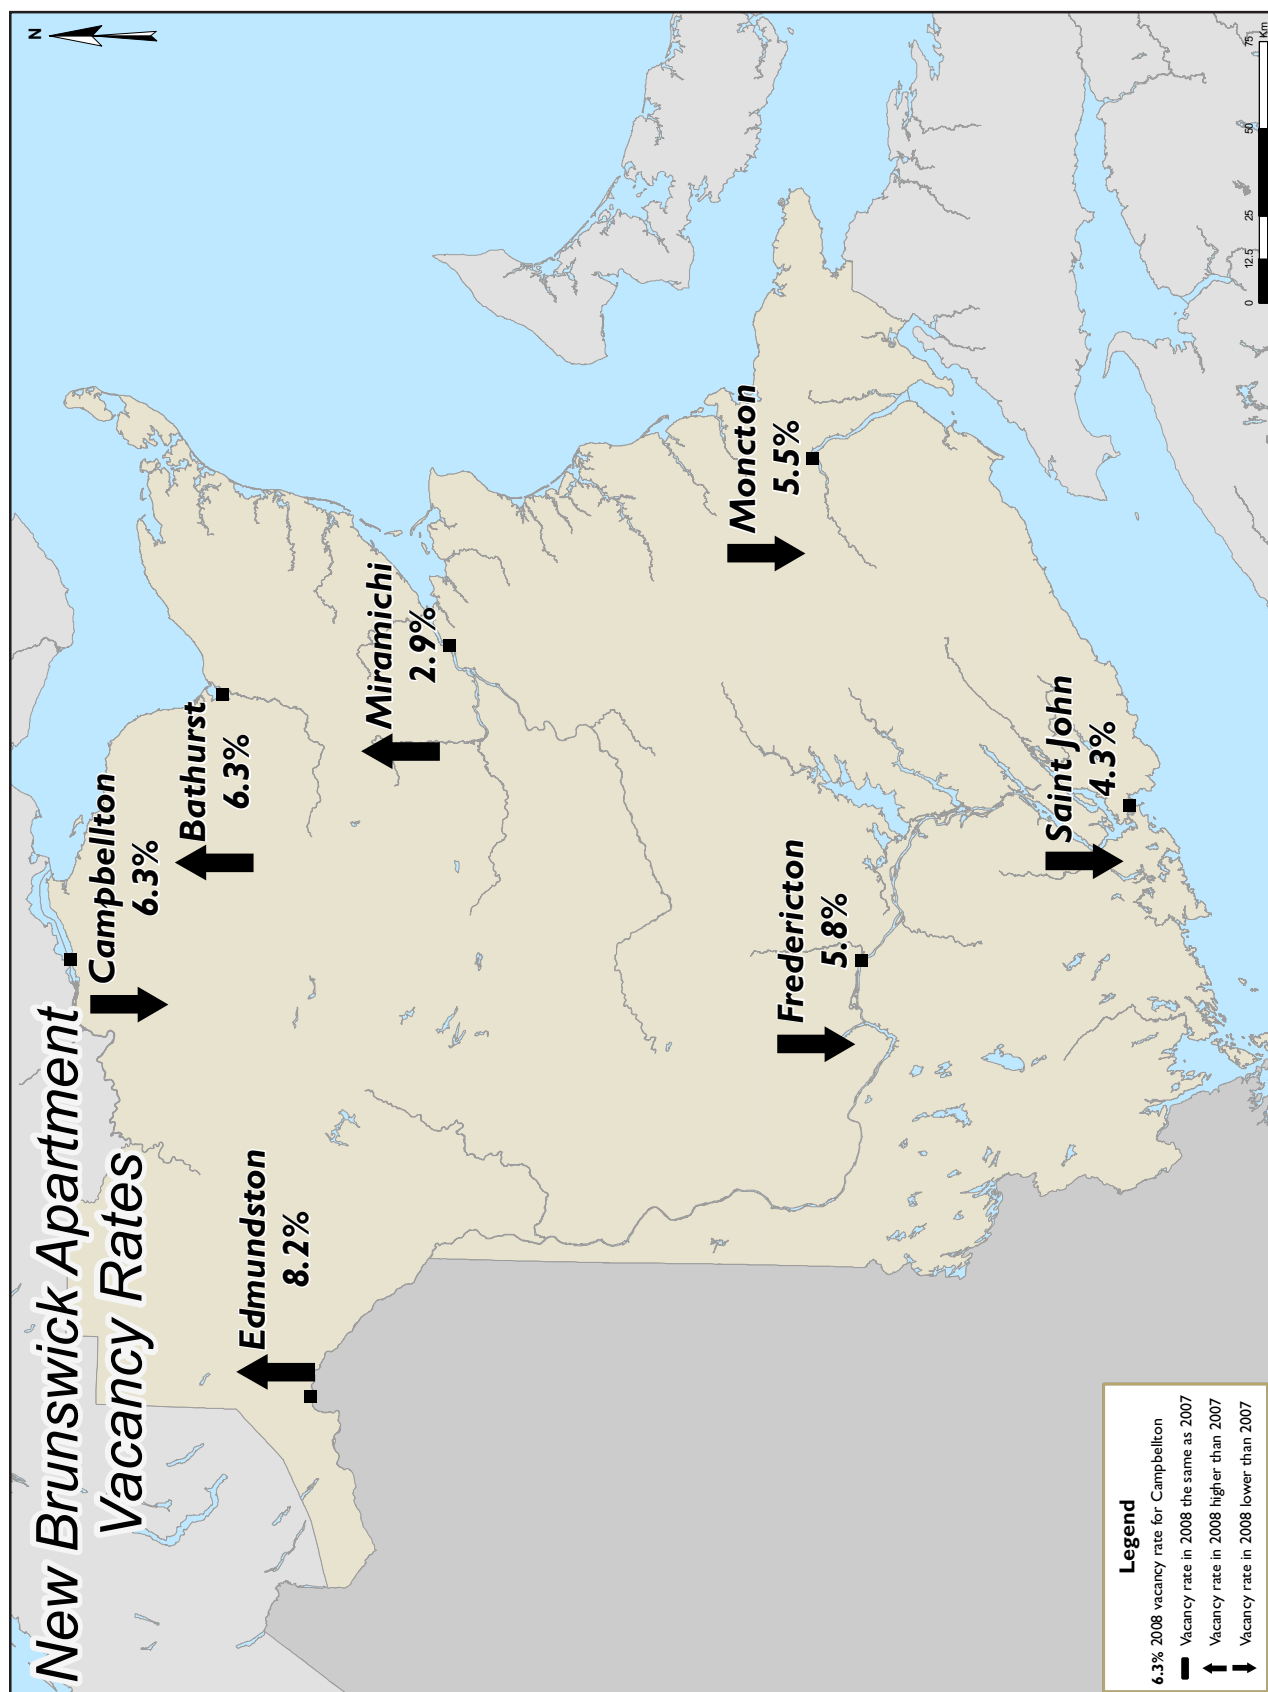 New Brunswick Apartment
Vacancy Rates
N
Campbellton
6.3%
Bathurst
6.3%
Edmundston
8.2%
Miramichi
2.9%
Moncton
5.5%
Fredericton
5.8%
Saint John
4.3%
Legend
6.3% 2008 vacancy rate for Campbellton
Vacancy rate in 2008 the same as 2007
Vacancy rate in 2008 higher than 2007
Vacancy rate in 2008 lower than 2007
0 12.5 25 50 75
Km